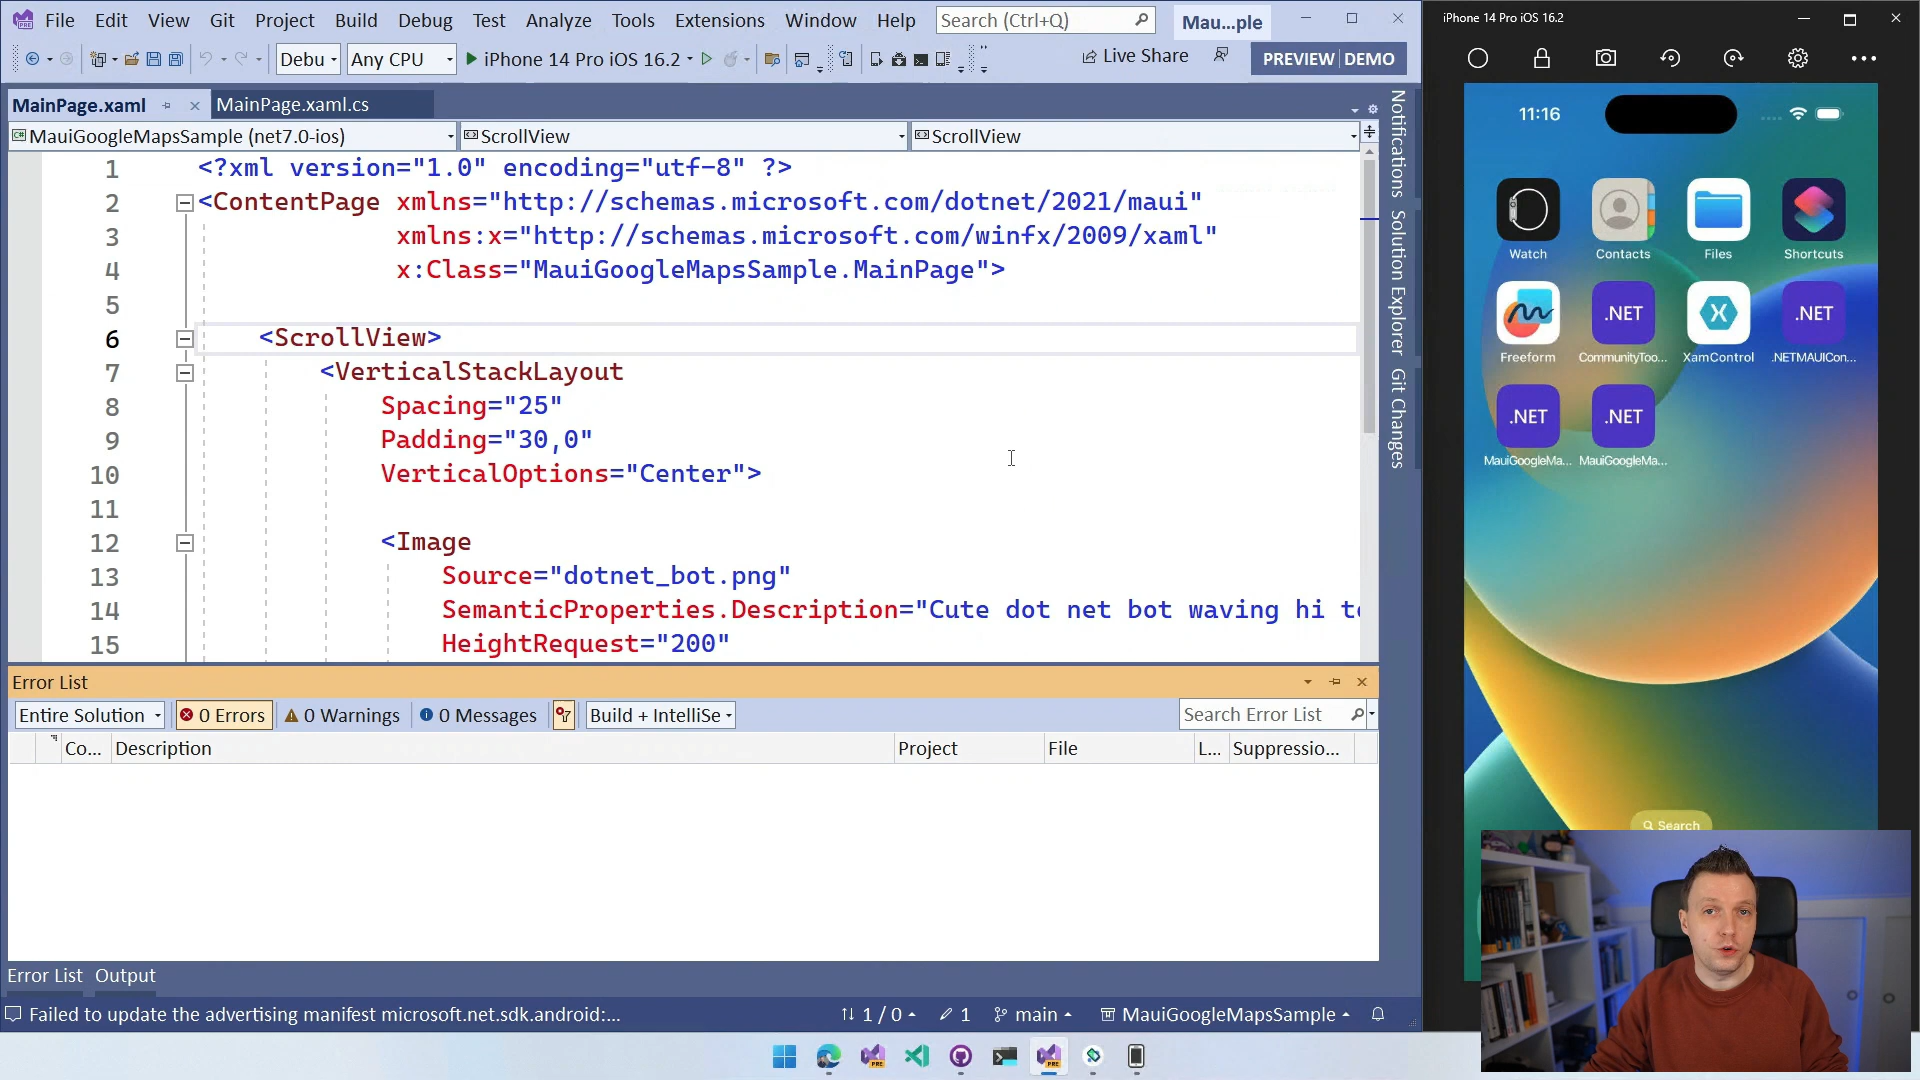 File Edit View Git Project Build Debug Test Analyze Tools Extensions Window Help Search (Ctrl+Q) Mau...ple
Debu Any CPU iPhone 14 Pro iOS 16.2 Live Share PREVIEW DEMO
MainPage.xaml MainPage.xaml.cs
MauiGoogleMapsSample (net7.0-ios) ScrollView ScrollView
1 <?xml version="1.0" encoding="utf-8" ?>
2 <ContentPage xmlns="http://schemas.microsoft.com/dotnet/2021/maui"
3 xmlns:x="http://schemas.microsoft.com/winfx/2009/xaml"
4 x:Class="MauiGoogleMapsSample.MainPage">
5
6 <ScrollView>
7 <VerticalStackLayout
8 Spacing="25"
9 Padding="30,0"
10 VerticalOptions="Center">
11
12 <Image
13 Source="dotnet_bot.png"
14 SemanticProperties.Description="Cute dot net bot waving hi to
15 HeightRequest="200"
Notifications
Solution Explorer
Git Changes
Error List
Entire Solution 0 Errors 0 Warnings 0 Messages Build + IntelliSe Search Error List
Co... Description Project File L... Suppressio...
Error List Output
Failed to update the advertising manifest microsoft.net.sdk.android:... 1 / 0 1 main MauiGoogleMapsSample
PRE PRE
iPhone 14 Pro iOS 16.2
11:16
Watch Contacts Files Shortcuts
.NET .NET
Freeform CommunityToo... XamControl .NETMAUICon...
.NET .NET
MauiGoogleMa... MauiGoogleMa...
Search